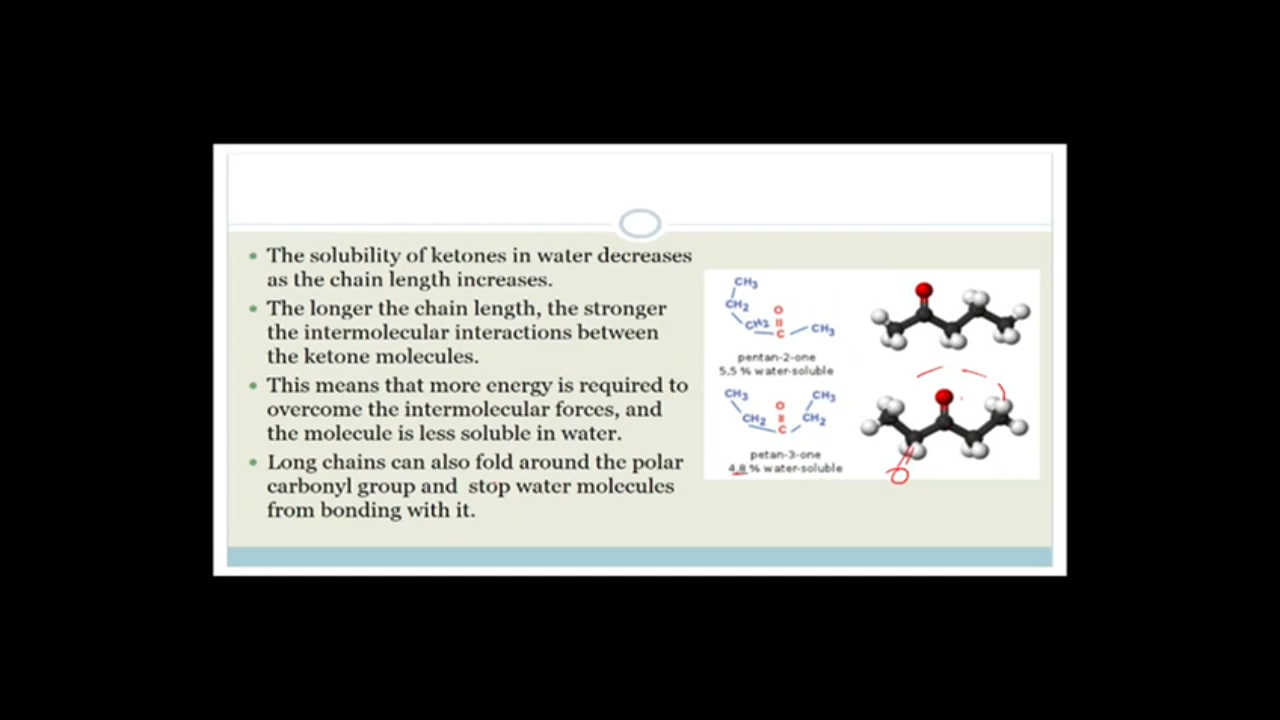 The solubility of ketones in water decreases
as the chain length increases.
The longer the chain length, the stronger
the intermolecular interactions between
the ketone molecules.
This means that more energy is required to
overcome the intermolecular forces, and
the molecule is less soluble in water.
Long chains can also fold around the polar
carbonyl group and stop water molecules
from bonding with it.
CH3
CH2
O
CH2 C CH3
pentan-2-one
5.5 % water-soluble
CH3 CH3
O
CH2 C CH2
petan-3-one
4.8 % water-soluble